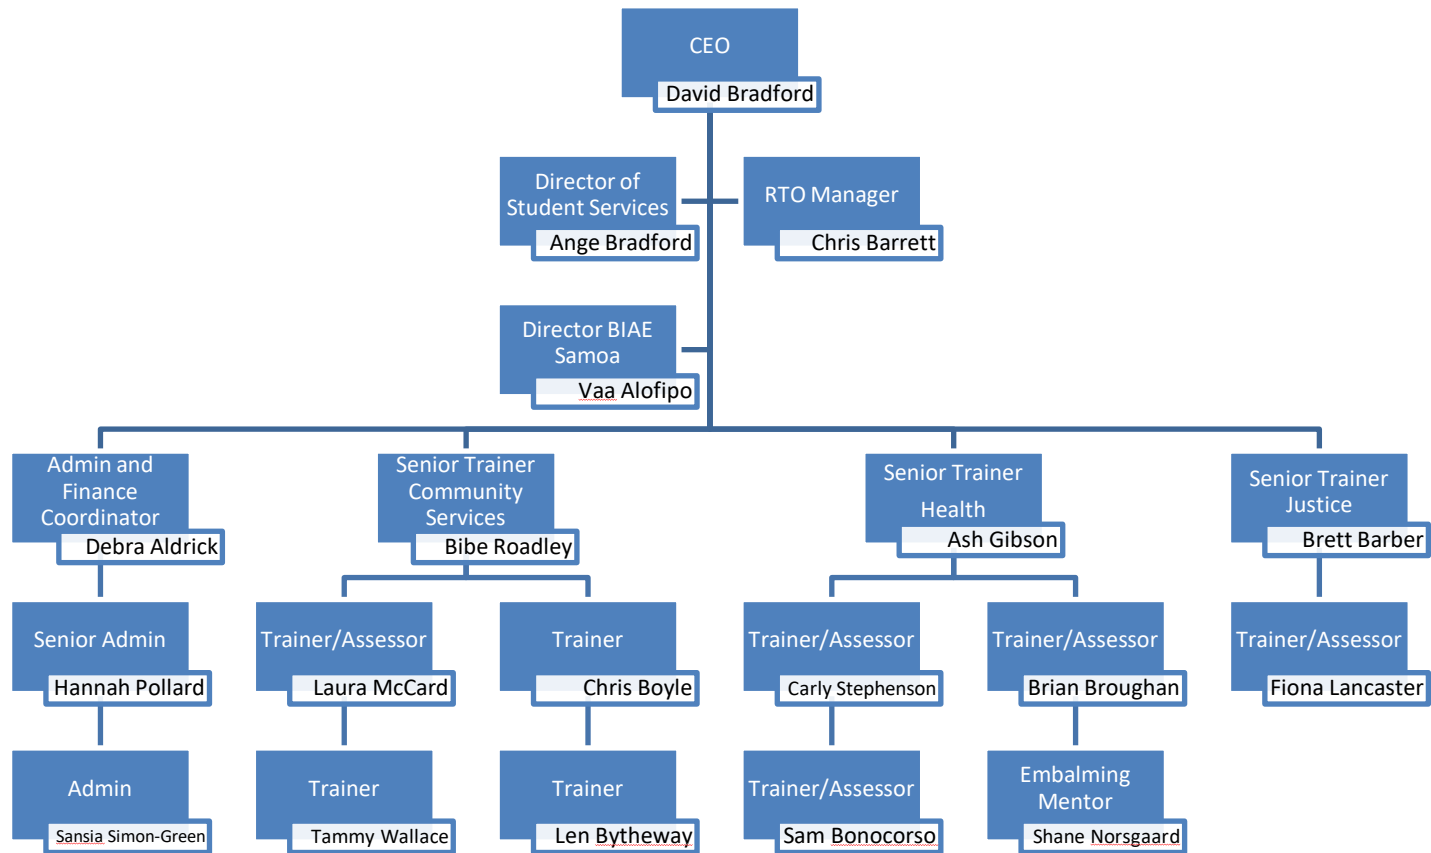 CEO
David Bradford
Director of
Student Services
Ange Bradford
RTO Manager
Chris Barrett
Director BIAE
Samoa
Vaa Alofipo
Admin and
Finance
Coordinator
Debra Aldrick
Senior Trainer
Community
Services
Bibe Roadley
Senior Trainer
Health
Ash Gibson
Senior Trainer
Justice
Brett Barber
Senior Admin
Hannah Pollard
Trainer/Assessor
Laura McCard
Trainer
Chris Boyle
Trainer/Assessor
Carly Stephenson
Trainer/Assessor
Brian Broughan
Trainer/Assessor
Fiona Lancaster
Admin
Sansia Simon-Green
Trainer
Tammy Wallace
Trainer
Len Bytheway
Trainer/Assessor
Sam Bonocorso
Embalming
Mentor
Shane Norsgaard